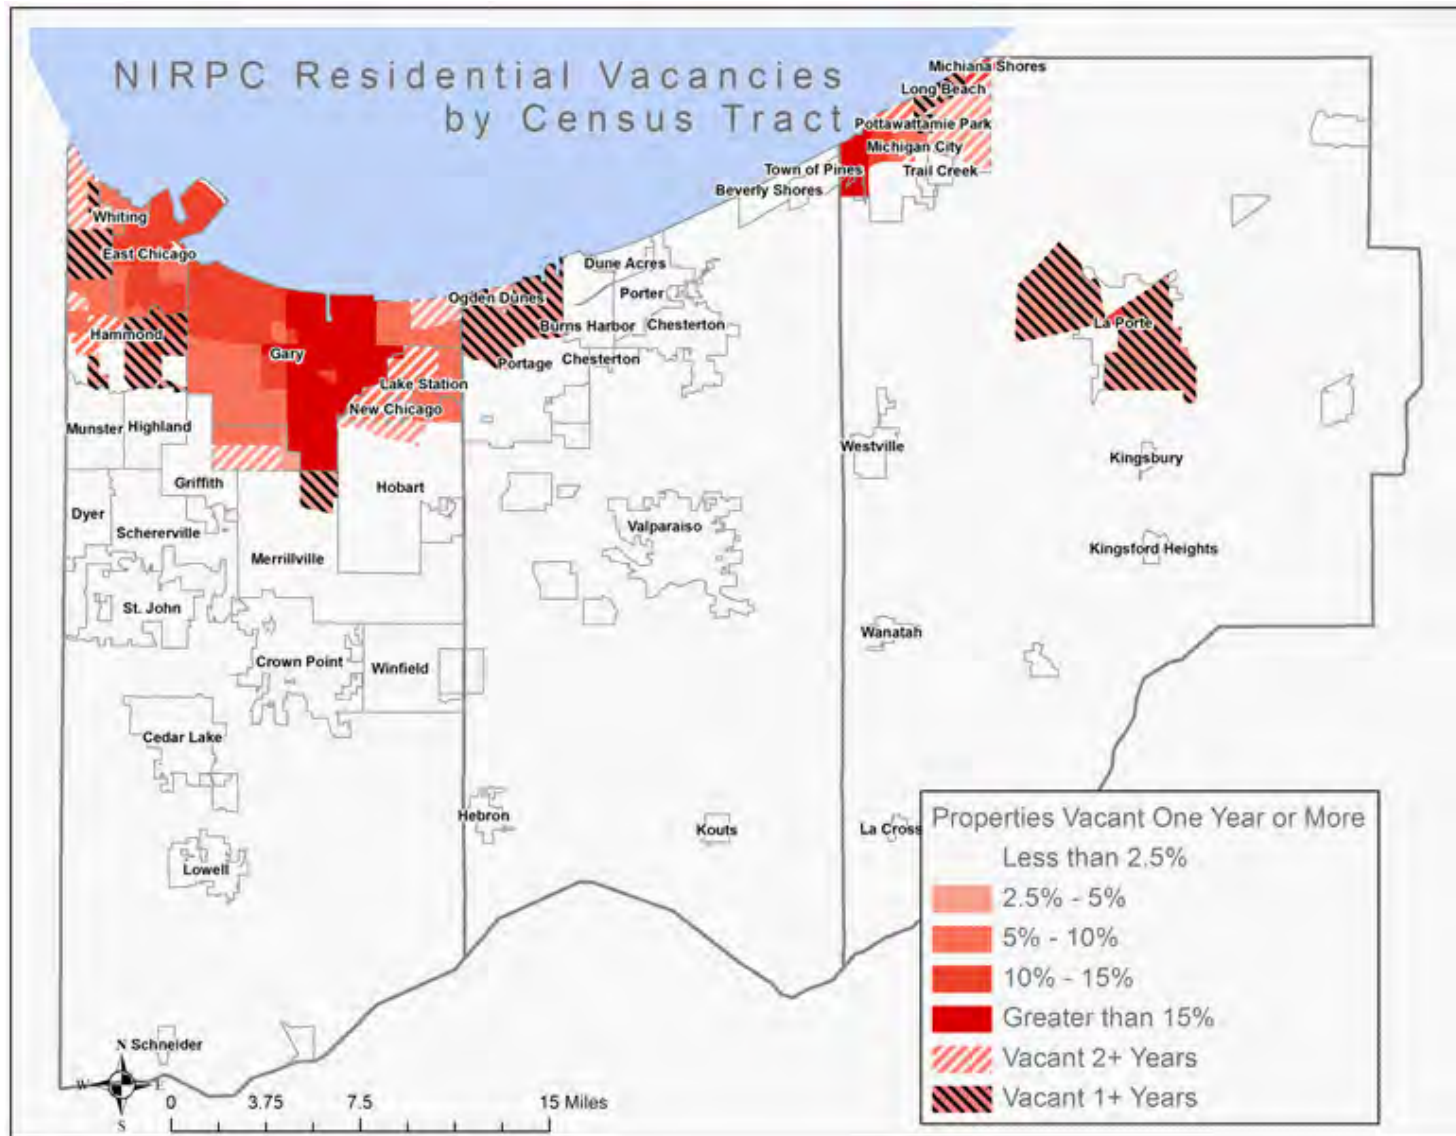 NIRPC Residential Vacancies
by Census Tract
Michiana Shores
Long Beach
Pottawattamie Park
Michigan City
Town of Pines
Trail Creek
Beverly Shores
Whiting
East Chicago
Dune Acres
Ogden Dunes
Porter
Hammond
Burns Harbor
Chesterton
La Porte
Gary
Portage
Chesterton
Lake Station
New Chicago
Munster
Highland
Westville
Kingsbury
Griffith
Hobart
Dyer
Schererville
Valparaiso
Merrillville
Kingsford Heights
St. John
Wanatah
Crown Point
Winfield
Cedar Lake
Hebron
Kouts
La Cross
Lowell
Schneider
N
W
E
S
0
3.75
7.5
15 Miles
Properties Vacant One Year or More
Less than 2.5%
2.5% - 5%
5% - 10%
10% - 15%
Greater than 15%
Vacant 2+ Years
Vacant 1+ Years